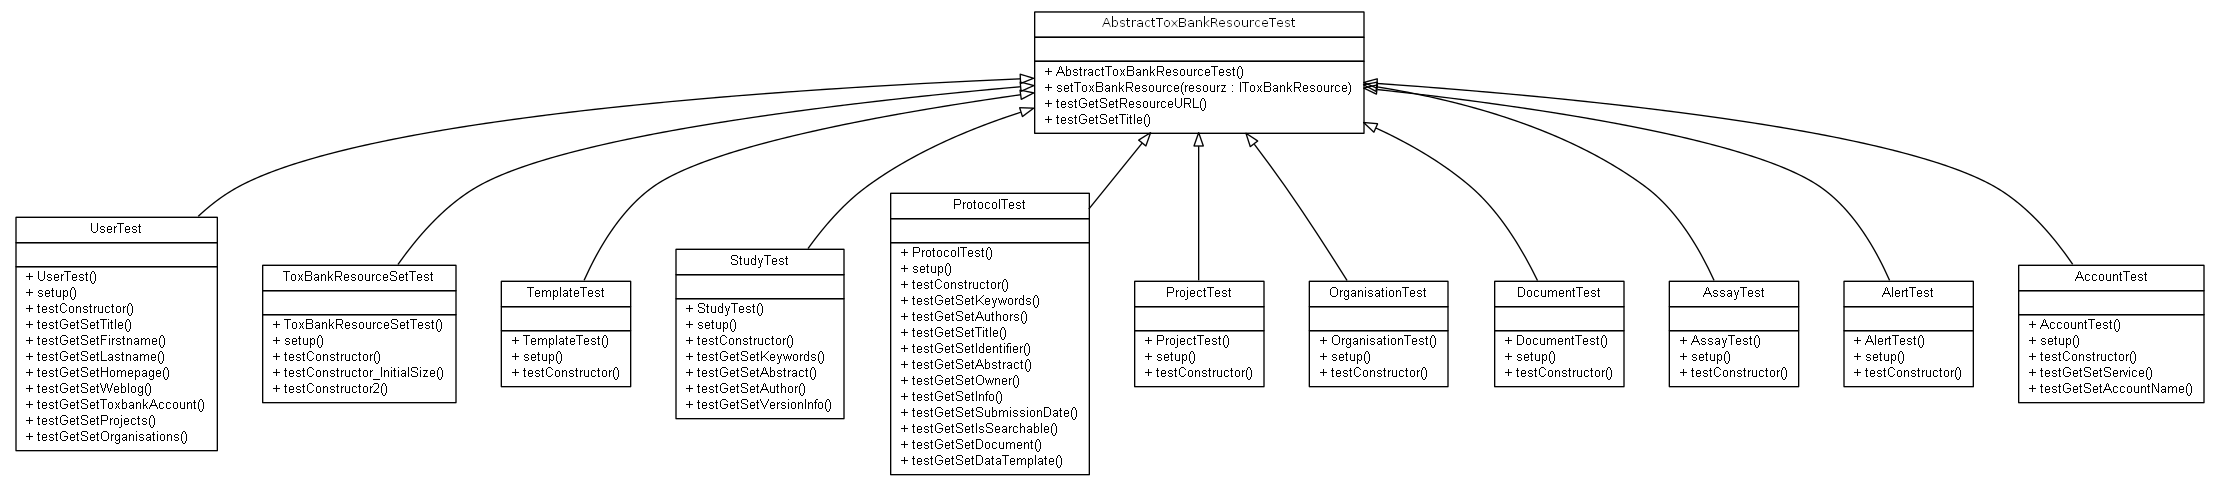 AbstractToxBankResourceTest
+ AbstractToxBankResourceTest()
+ setToxBankResource(resourz : IToxBankResource)
+ testGetSetResourceURL()
+ testGetSetTitle()
UserTest
+ UserTest()
+ setup()
+ testConstructor()
+ testGetSetTitle()
+ testGetSetFirstname()
+ testGetSetLastname()
+ testGetSetHomepage()
+ testGetSetWeblog()
+ testGetSetToxbankAccount()
+ testGetSetProjects()
+ testGetSetOrganisations()
ToxBankResourceSetTest
+ ToxBankResourceSetTest()
+ setup()
+ testConstructor()
+ testConstructor_InitialSize()
+ testConstructor2()
TemplateTest
+ TemplateTest()
+ setup()
+ testConstructor()
StudyTest
+ StudyTest()
+ setup()
+ testConstructor()
+ testGetSetKeywords()
+ testGetSetAbstract()
+ testGetSetAuthor()
+ testGetSetVersionInfo()
ProtocolTest
+ ProtocolTest()
+ setup()
+ testConstructor()
+ testGetSetKeywords()
+ testGetSetAuthors()
+ testGetSetTitle()
+ testGetSetIdentifier()
+ testGetSetAbstract()
+ testGetSetOwner()
+ testGetSetInfo()
+ testGetSetSubmissionDate()
+ testGetSetIsSearchable()
+ testGetSetDocument()
+ testGetSetDataTemplate()
ProjectTest
+ ProjectTest()
+ setup()
+ testConstructor()
OrganisationTest
+ OrganisationTest()
+ setup()
+ testConstructor()
DocumentTest
+ DocumentTest()
+ setup()
+ testConstructor()
AssayTest
+ AssayTest()
+ setup()
+ testConstructor()
AlertTest
+ AlertTest()
+ setup()
+ testConstructor()
AccountTest
+ AccountTest()
+ setup()
+ testConstructor()
+ testGetSetService()
+ testGetSetAccountName()